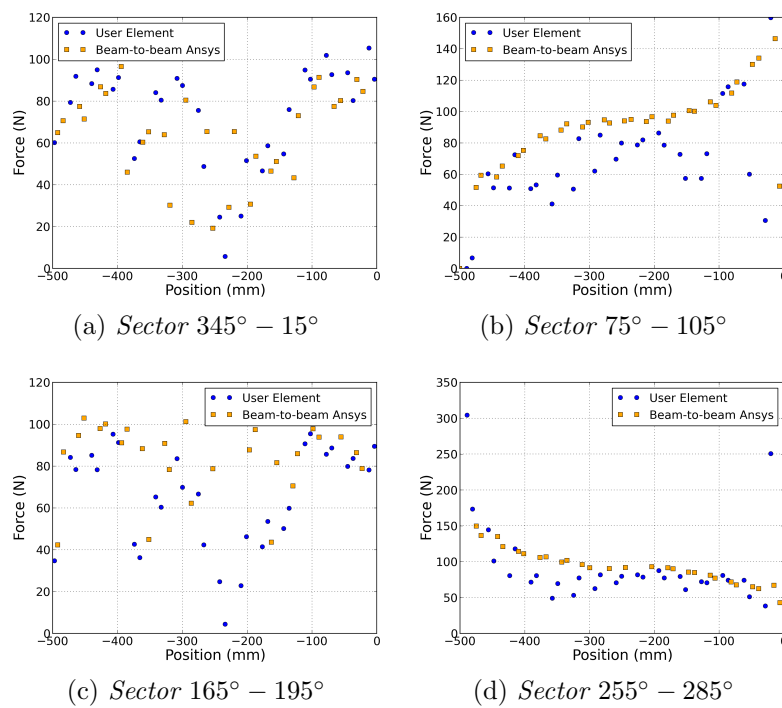 120
100
80
60
40
20
0
Force (N)
User Element
Beam-to-beam Ansys
−500 −400 −300 −200 −100 0
Position (mm)
(a) Sector 345° − 15°
160
140
120
100
80
60
40
20
0
Force (N)
User Element
Beam-to-beam Ansys
−500 −400 −300 −200 −100
Position (mm)
(b) Sector 75° − 105°
120
100
80
60
40
20
0
Force (N)
User Element
Beam-to-beam Ansys
−500 −400 −300 −200 −100 0
Position (mm)
(c) Sector 165° − 195°
350
300
250
200
150
100
50
0
Force (N)
User Element
Beam-to-beam Ansys
−500 −400 −300 −200 −100
Position (mm)
(d) Sector 255° − 285°